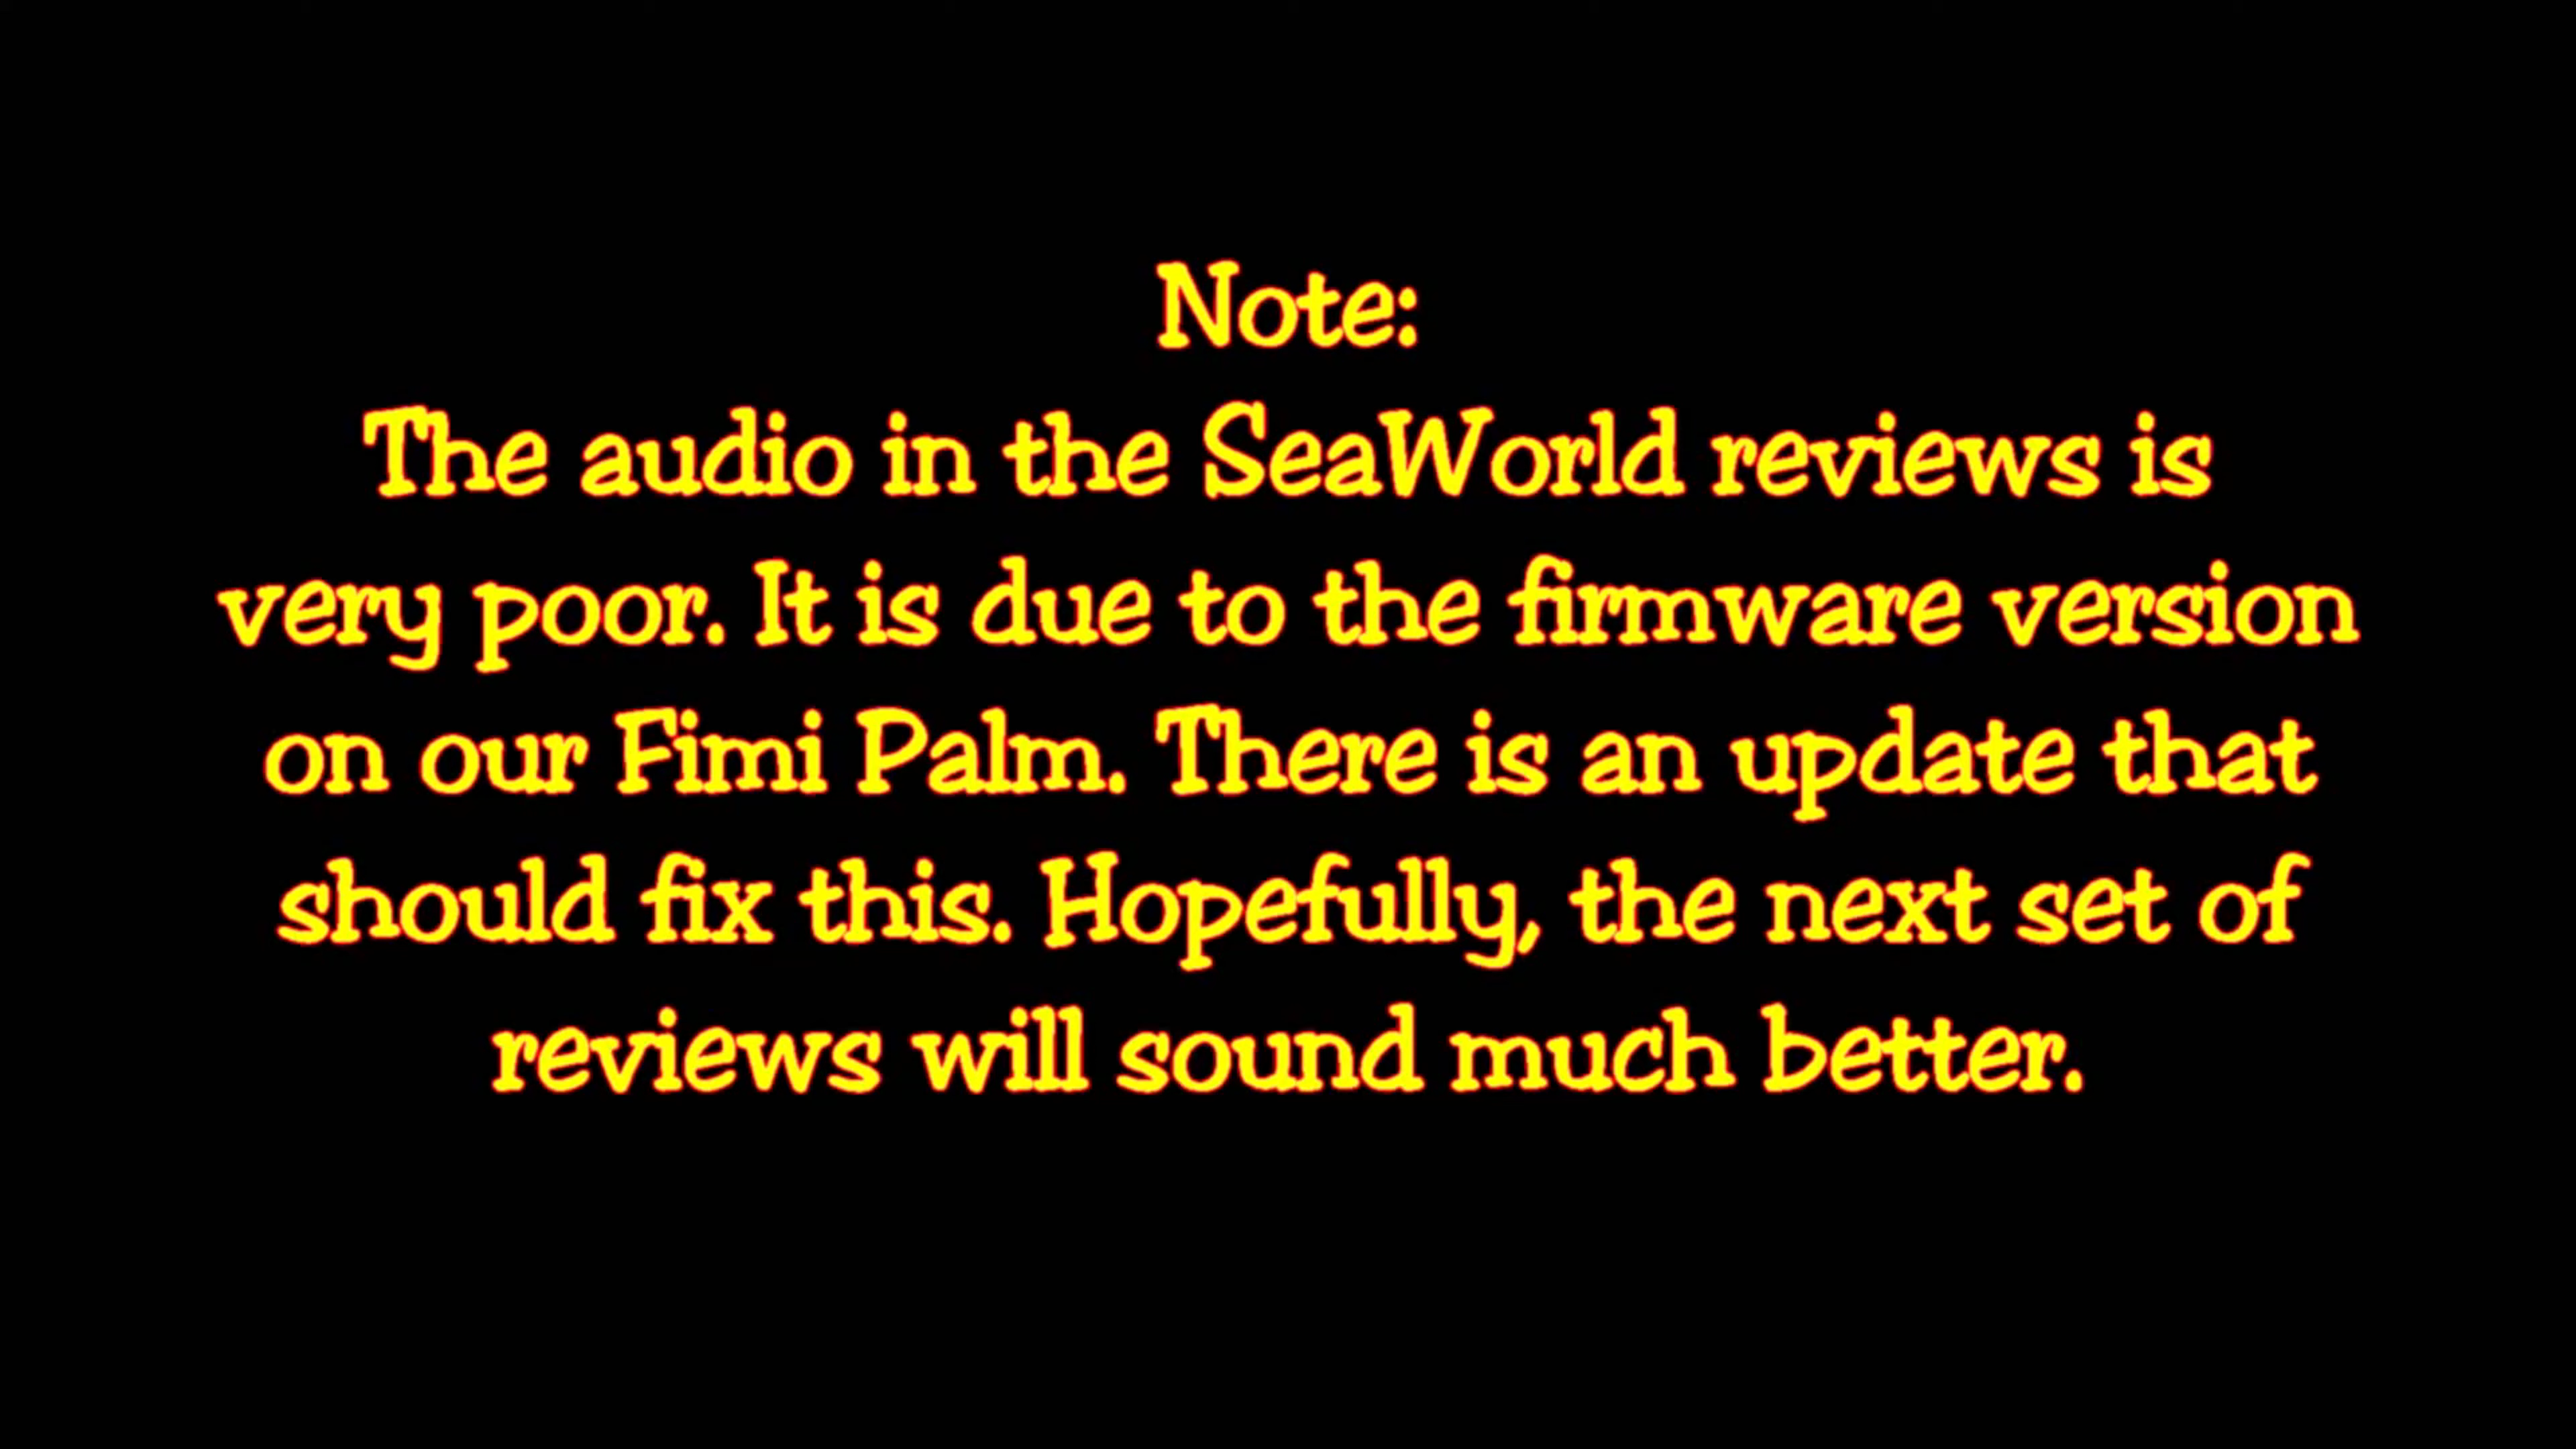 Note:
The audio in the SeaWorld reviews is
very poor. It is due to the firmware version
on our Fimi Palm. There is an update that
should fix this. Hopefully, the next set of
reviews will sound much better.